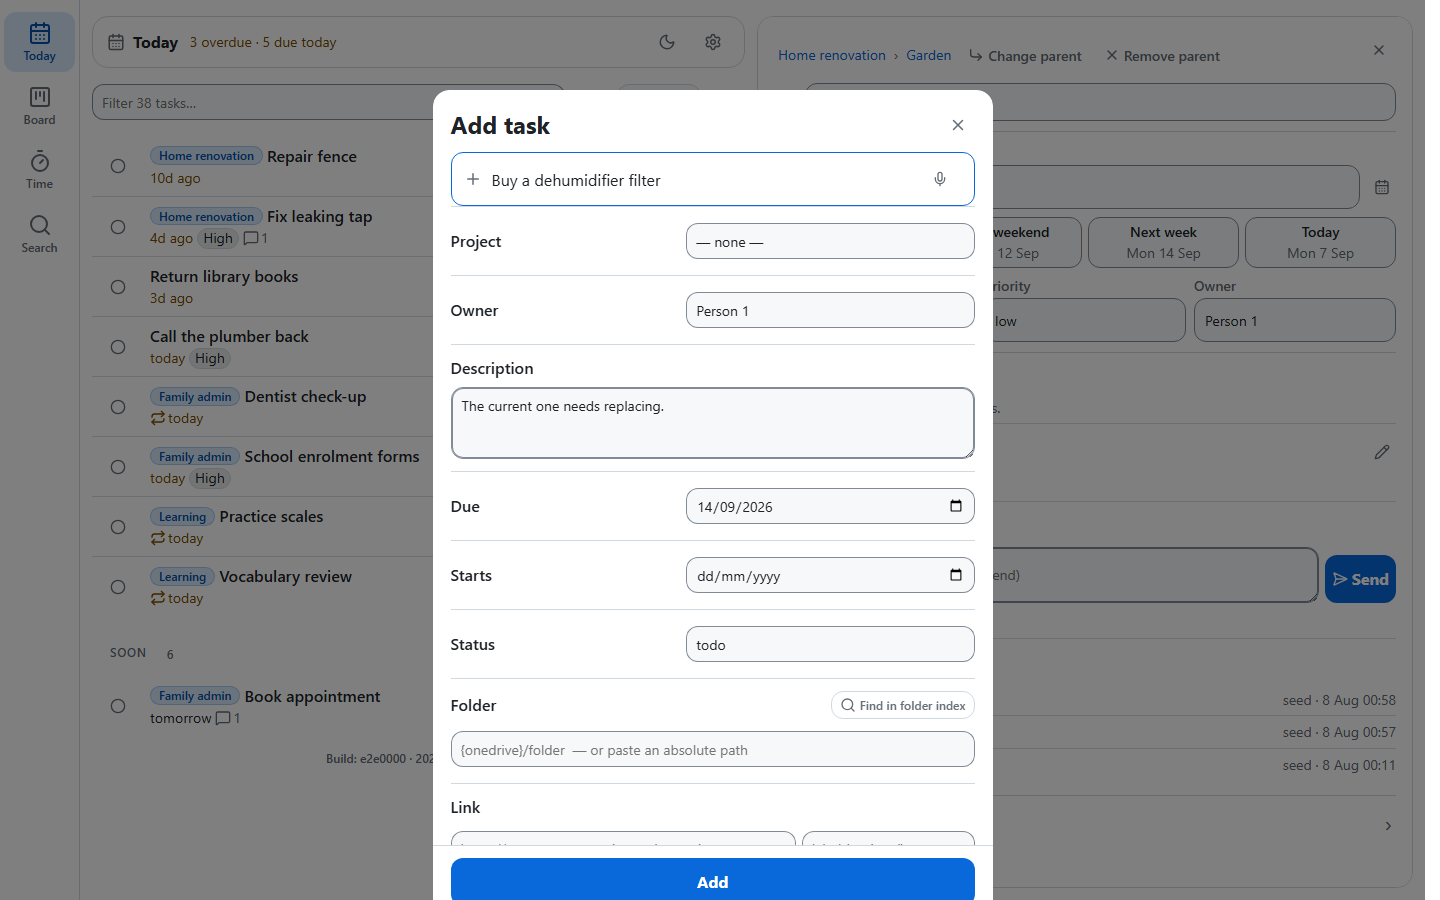 Today
Board
Time
Search
Today 3 overdue · 5 due today
Filter 38 tasks...
Home renovation Repair fence
10d ago
Home renovation Fix leaking tap
4d ago High 1
Return library books
3d ago
Call the plumber back
today High
Family admin Dentist check-up
today
Family admin School enrolment forms
today High
Learning Practice scales
today
Learning Vocabulary review
today
SOON 6
Family admin Book appointment
tomorrow 1
Build: e2e0000 ·
Add task
Buy a dehumidifier filter
Project — none —
Owner Person 1
Description
The current one needs replacing.
Due 14/09/2026
Starts dd/mm/yyyy
Status todo
Folder Find in folder index
{onedrive}/folder — or paste an absolute path
Link
Add
Home renovation › Garden Change parent Remove parent
weekend
12 Sep
Next week
Mon 14 Sep
Today
Mon 7 Sep
Owner
low
Person 1
end)
Send
seed · 8 Aug 00:58
seed · 8 Aug 00:57
seed · 8 Aug 00:11